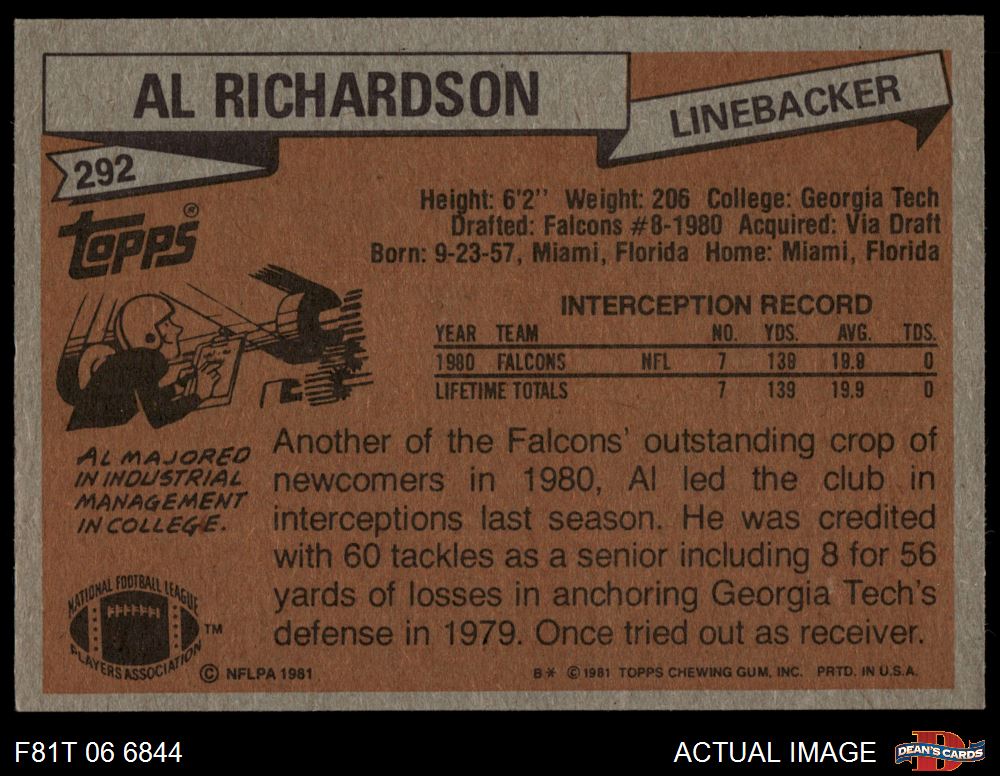 AL RICHARDSON
LINEBACKER
292
topps®
Height: 6'2'' Weight: 206 College: Georgia Tech
Drafted: Falcons #8-1980 Acquired: Via Draft
Born: 9-23-57, Miami, Florida Home: Miami, Florida
INTERCEPTION RECORD
YEAR TEAM NO. YDS. AVG. TDS.
1980 FALCONS NFL 7 139 19.9 0
LIFETIME TOTALS 7 139 19.9 0
AL MAJORED
IN INDUSTRIAL
MANAGEMENT
IN COLLEGE.
Another of the Falcons' outstanding crop of
newcomers in 1980, Al led the club in
interceptions last season. He was credited
with 60 tackles as a senior including 8 for 56
yards of losses in anchoring Georgia Tech's
defense in 1979. Once tried out as receiver.
NATIONAL FOOTBALL LEAGUE
PLAYERS ASSOCIATION
TM
© NFLPA 1981
B* © 1981 TOPPS CHEWING GUM, INC. PRTD. IN U.S.A.
F81T 06 6844
ACTUAL IMAGE
D
DEAN'S CARDS